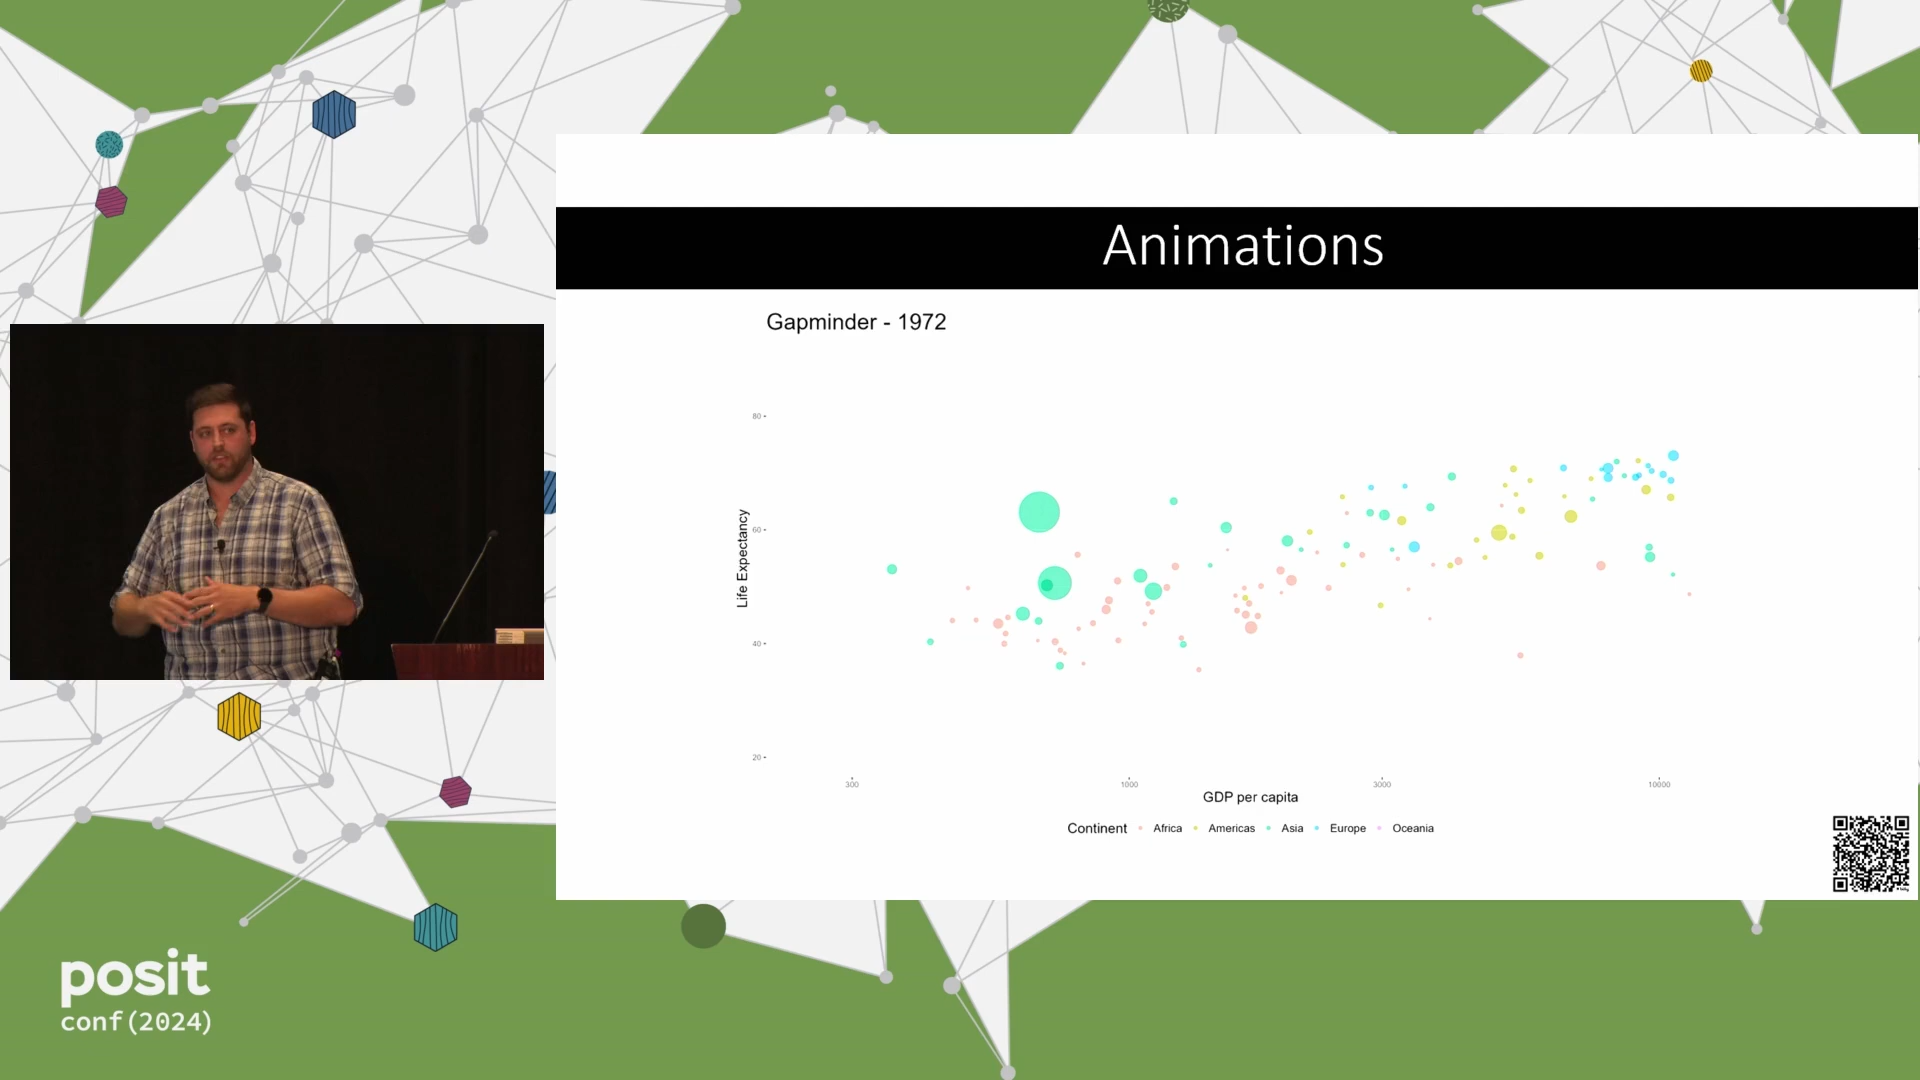 Animations
Gapminder - 1972
80
60
40
20
Life Expectancy
300
1000
3000
10000
GDP per capita
Continent Africa Americas Asia Europe Oceania
posit
conf(2024)